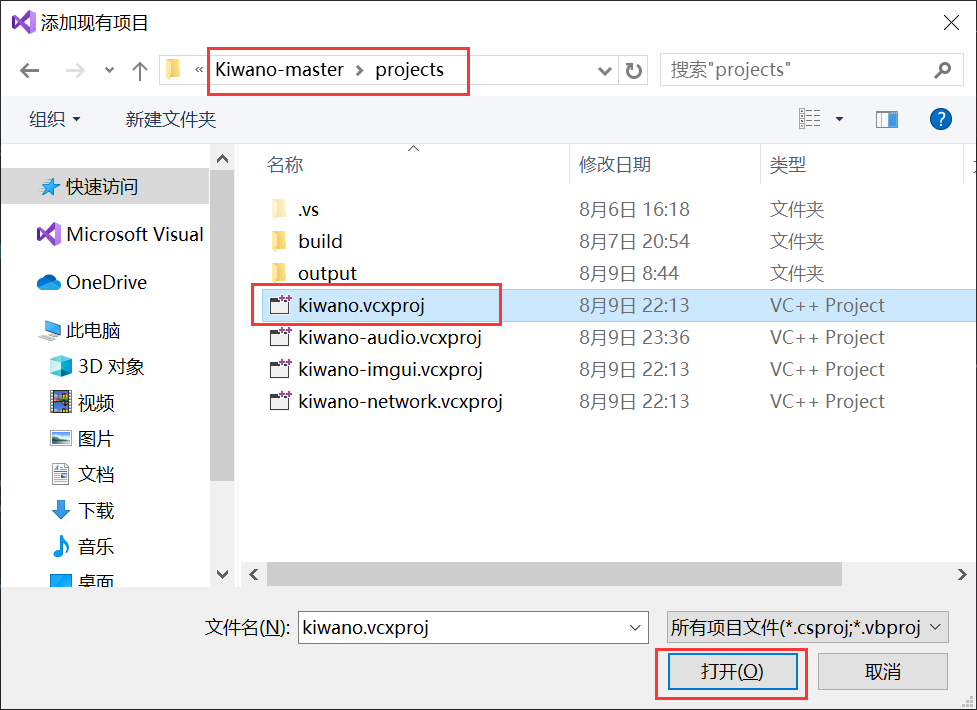 添加现有项目
« Kiwano-master > projects
搜索"projects"
组织
新建文件夹
名称
修改日期
类型
快速访问
Microsoft Visual
OneDrive
此电脑
3D 对象
视频
图片
文档
下载
音乐
桌面
.vs 8月6日 16:18 文件夹
build 8月7日 20:54 文件夹
output 8月9日 8:44 文件夹
kiwano.vcxproj 8月9日 22:13 VC++ Project
kiwano-audio.vcxproj 8月9日 23:36 VC++ Project
kiwano-imgui.vcxproj 8月9日 22:13 VC++ Project
kiwano-network.vcxproj 8月9日 22:13 VC++ Project
文件名(N): kiwano.vcxproj
所有项目文件(*.csproj;*.vbproj
打开(O)
取消